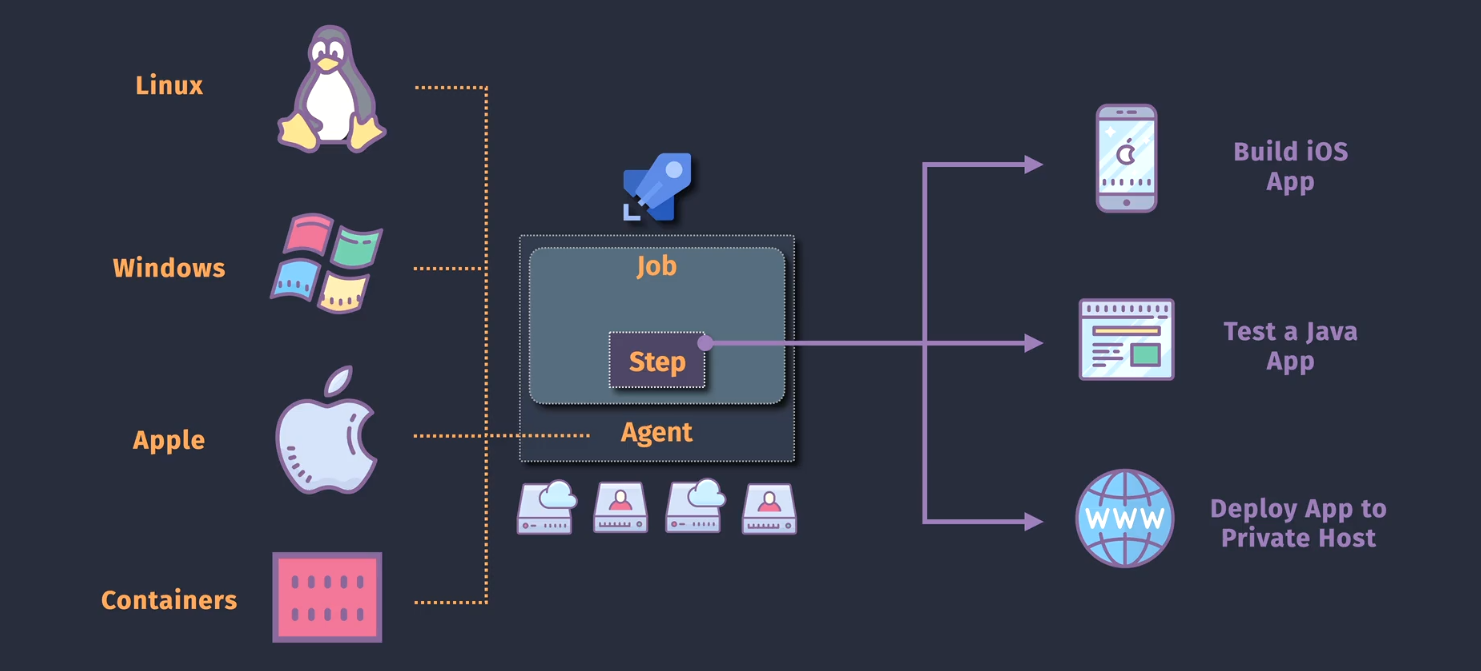 Linux
Windows
Apple
Containers
Job
Step
Agent
Build iOS
App
Test a Java
App
WWW
Deploy App to
Private Host